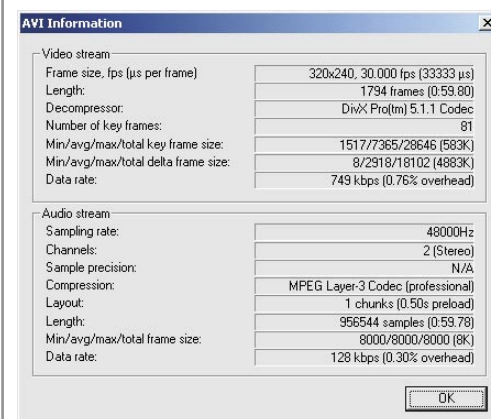 AVI Information
Video stream
Frame size, fps (µs per frame) 320x240, 30.000 fps (33333 µs)
Length: 1794 frames (0:59.80)
Decompressor: DivX Pro(tm) 5.1.1 Codec
Number of key frames: 81
Min/avg/max/total key frame size: 1517/7365/28646 (583K)
Min/avg/max/total delta frame size: 8/2918/18102 (4883K)
Data rate: 749 kbps (0.76% overhead)
Audio stream
Sampling rate: 48000Hz
Channels: 2 (Stereo)
Sample precision: N/A
Compression: MPEG Layer-3 Codec (professional)
Layout: 1 chunks (0.50s preload)
Length: 956544 samples (0:59.78)
Min/avg/max/total frame size: 8000/8000/8000 (8K)
Data rate: 128 kbps (0.30% overhead)
OK